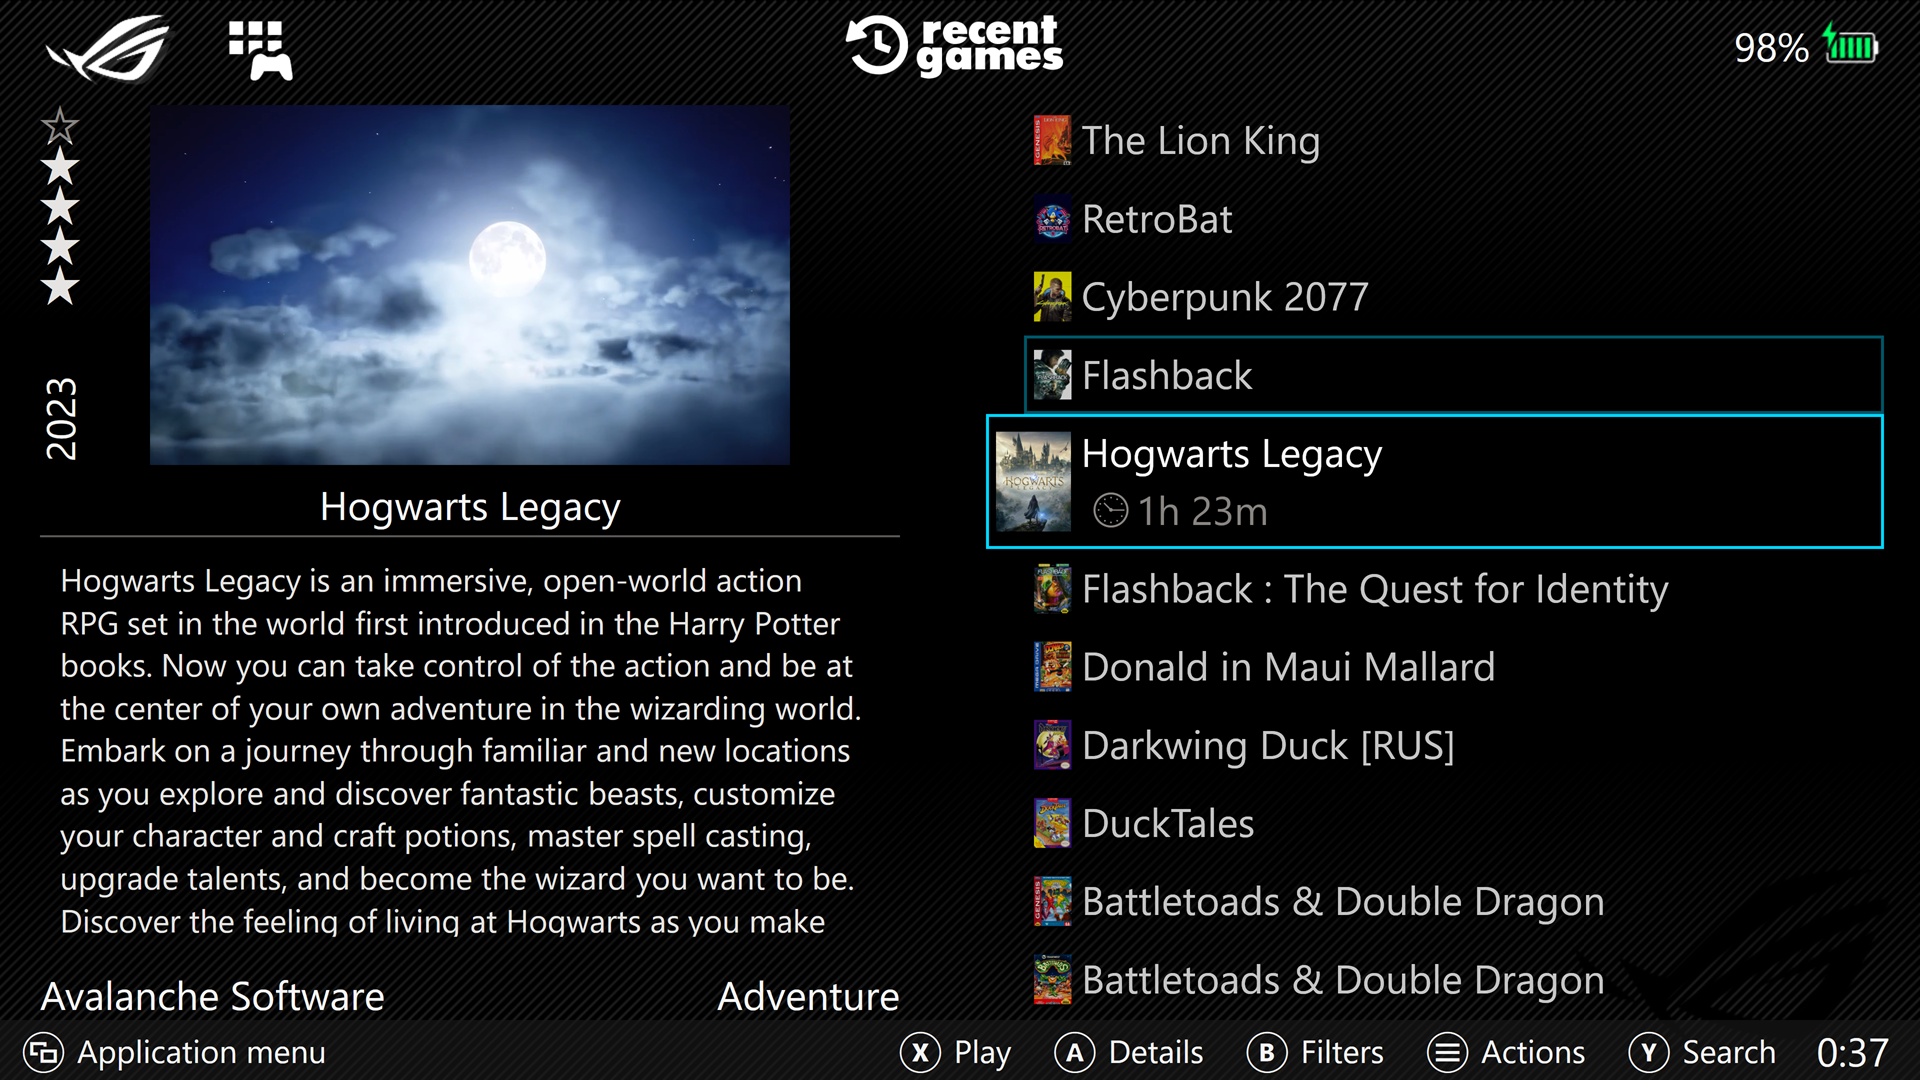 recent
games
98%
2023
Hogwarts Legacy
Hogwarts Legacy is an immersive, open-world action
RPG set in the world first introduced in the Harry Potter
books. Now you can take control of the action and be at
the center of your own adventure in the wizarding world.
Embark on a journey through familiar and new locations
as you explore and discover fantastic beasts, customize
your character and craft potions, master spell casting,
upgrade talents, and become the wizard you want to be.
Discover the feeling of living at Hogwarts as you make
Avalanche Software
Adventure
The Lion King
RetroBat
Cyberpunk 2077
Flashback
Hogwarts Legacy
1h 23m
Flashback : The Quest for Identity
Donald in Maui Mallard
Darkwing Duck [RUS]
DuckTales
Battletoads & Double Dragon
Battletoads & Double Dragon
Application menu
X Play
A Details
B Filters
Actions
Y Search
0:37